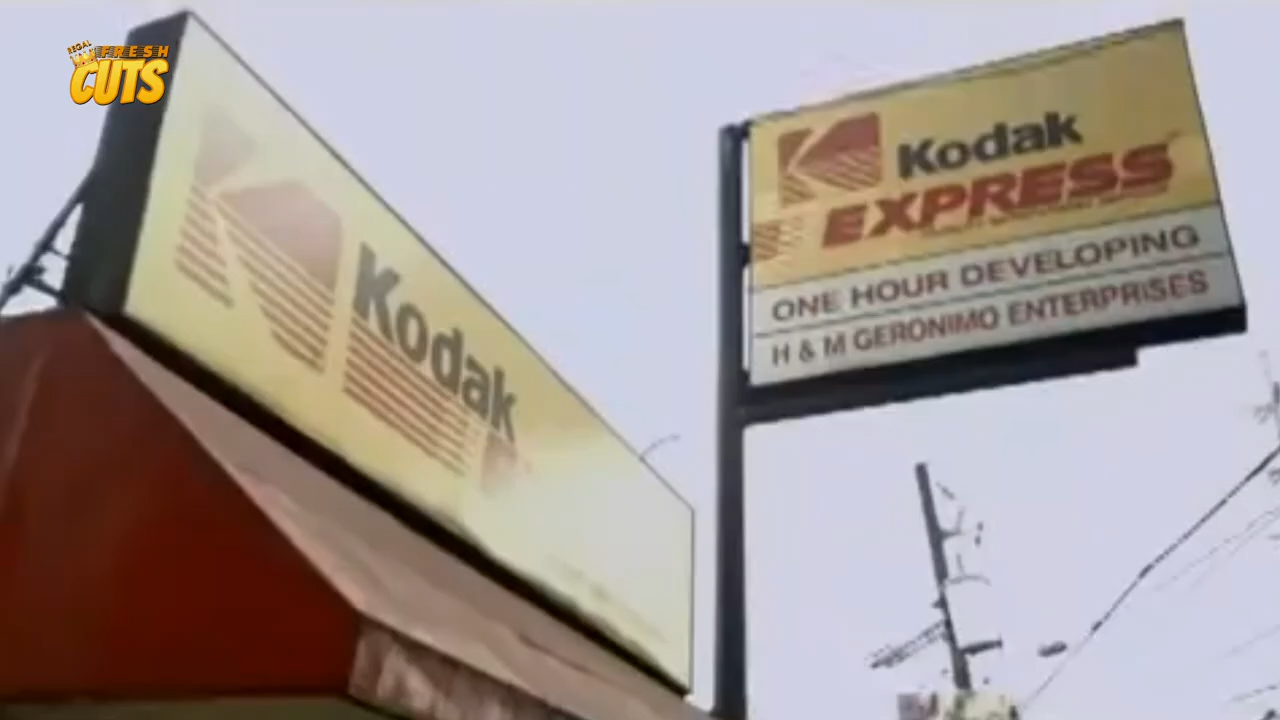 REGAL
FRESH
CUTS
Kodak
Kodak
EXPRESS
ONE HOUR DEVELOPING
H & M GERONIMO ENTERPRISES